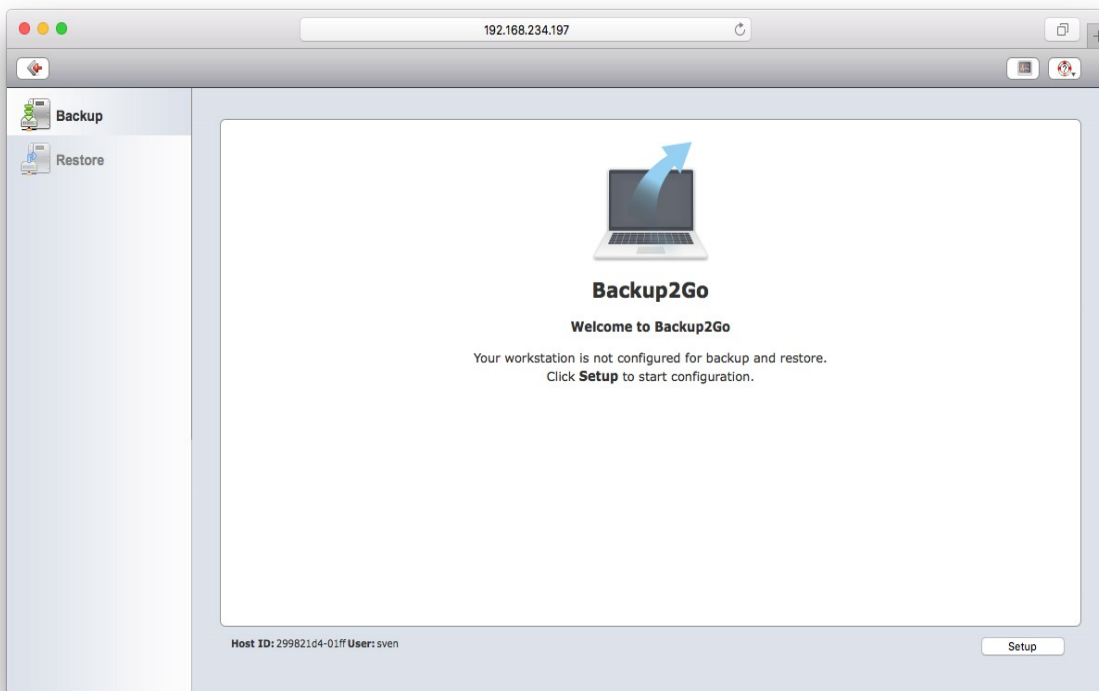 192.168.234.197
Backup
Restore
Backup2Go
Welcome to Backup2Go
Your workstation is not configured for backup and restore.
Click Setup to start configuration.
Host ID: 299821d4-01ff User: sven
Setup